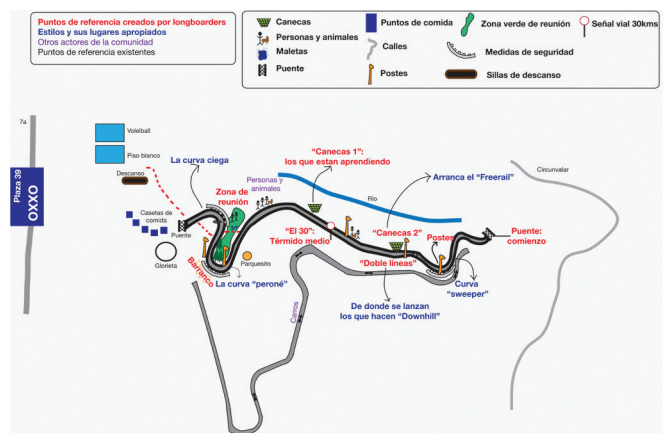 Puntos de referencia creados por longboarders
Estilos y sus lugares apropiados
Otros actores de la comunidad
Puntos de referencia existentes
Canecas
Personas y animales
Maletas
Puente
Puntos de comida
Calles
Postes
Zona verde de reunión
Medidas de seguridad
Sillas de descanso
Señal vial 30kms
7a
Plaza 39
OXXO
Voleiball
Piso blanco
Descanso
La curva ciega
Casetas de
comida
Puente
Glorieta
Barranco
Zona de
reunión
Personas y
animales
Parquesito
La curva "peroné"
"Canecas 1":
los que estan aprendiendo
Rio
"El 30":
Térmido medio"
Carros
Arranca el "Freerail"
"Canecas 2"
"Doble lineas"
De donde se lanzan
los que hacen "Downhill"
Postes
Puente:
comienzo
Curva
"sweeper"
Circunvalar